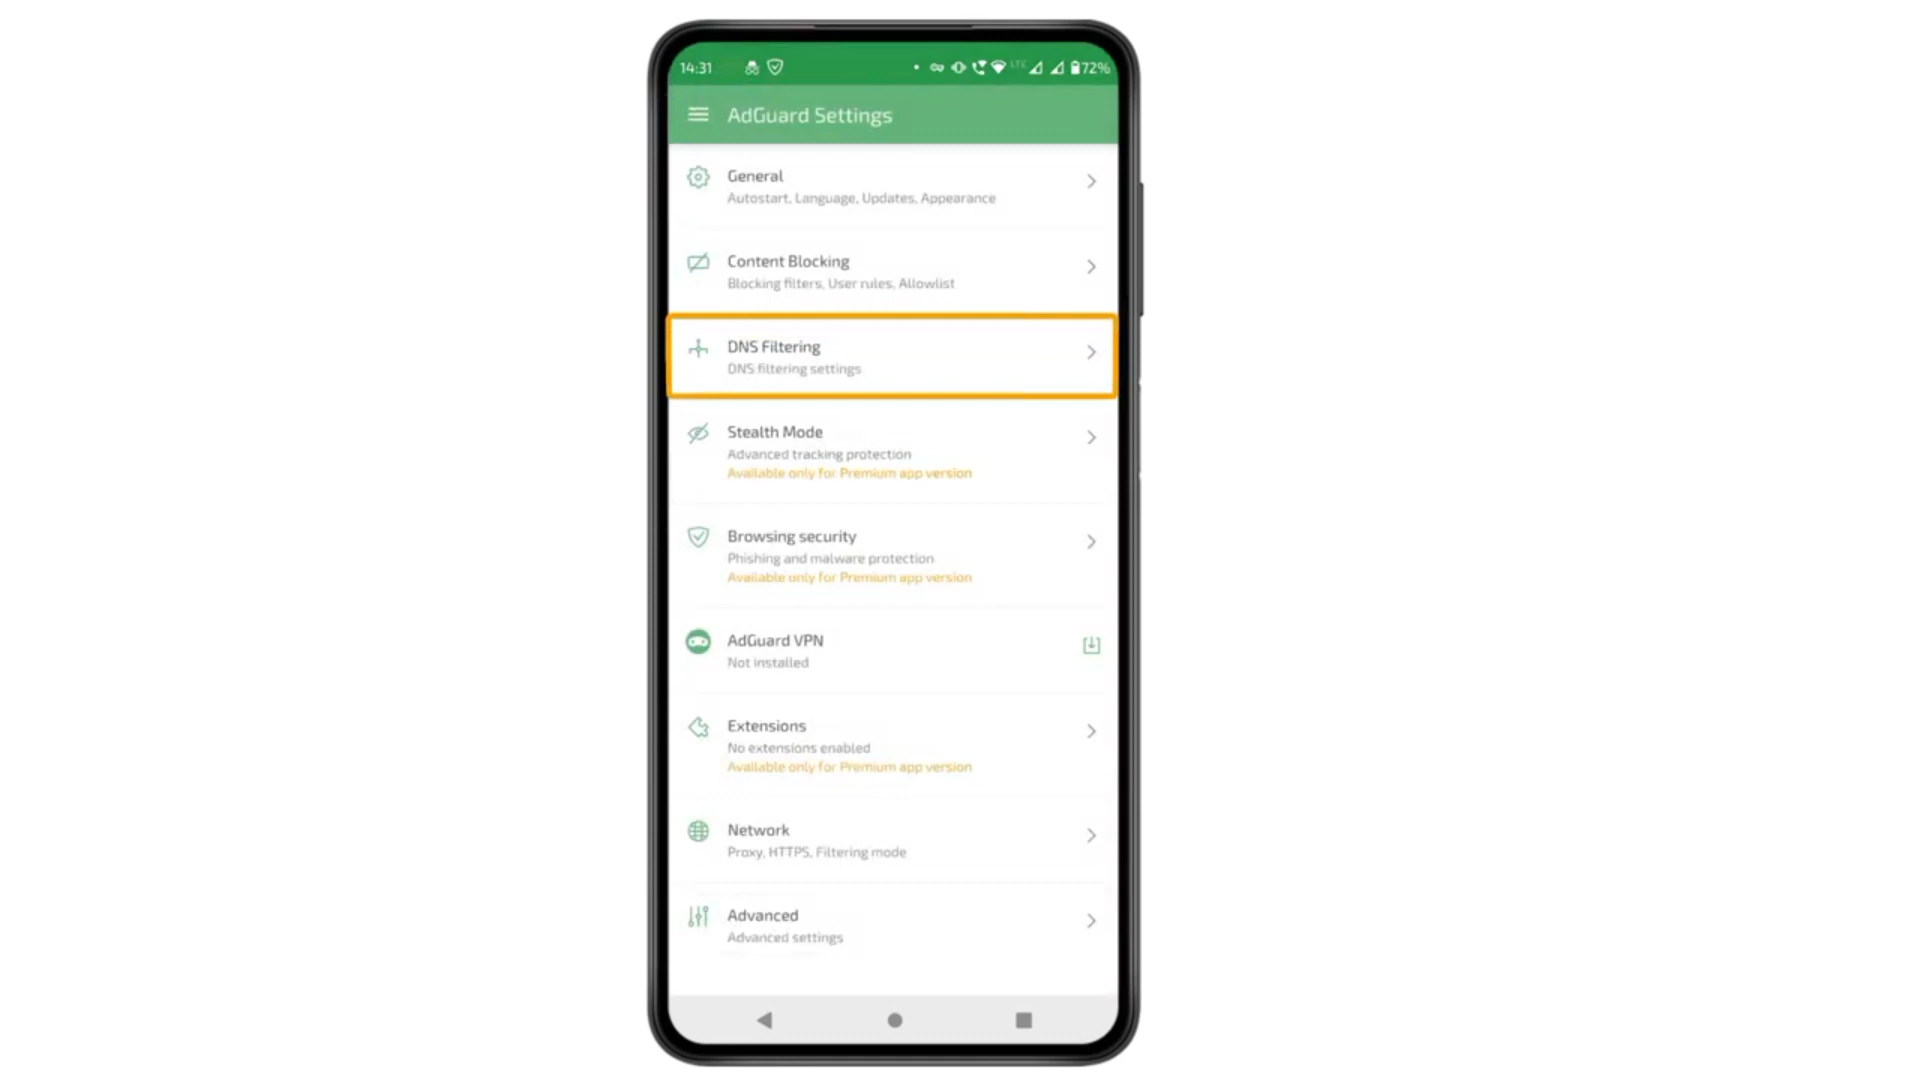 14:31
LTE
72%
AdGuard Settings
General
Autostart, Language, Updates, Appearance
Content Blocking
Blocking filters, User rules, Allowlist
DNS Filtering
DNS filtering settings
Stealth Mode
Advanced tracking protection
Available only for Premium app version
Browsing security
Phishing and malware protection
Available only for Premium app version
AdGuard VPN
Not installed
Extensions
No extensions enabled
Available only for Premium app version
Network
Proxy, HTTPS, Filtering mode
Advanced
Advanced settings